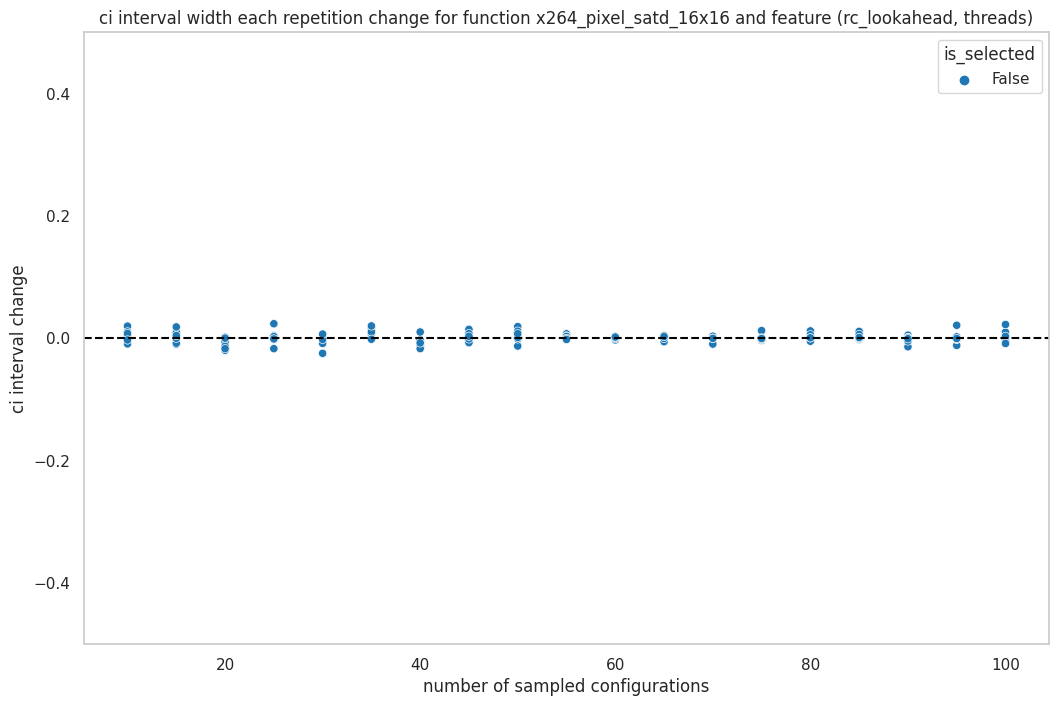 ci interval width each repetition change for function x264_pixel_satd_16x16 and feature (rc_lookahead, threads)
is_selected
False
ci interval change
0.4
0.2
0.0
−0.2
−0.4
20
40
60
80
100
number of sampled configurations